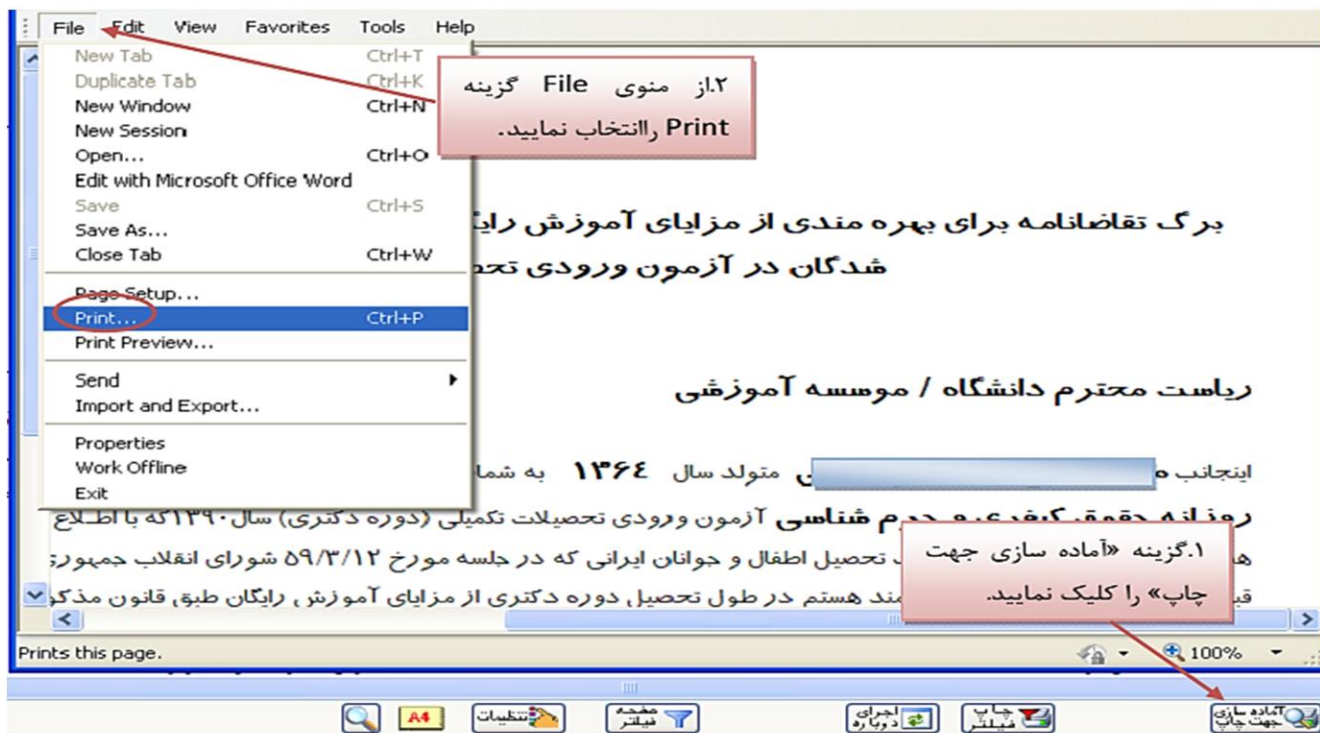 File Edit View Favorites Tools Help
New Tab Ctrl+T
Duplicate Tab Ctrl+K
New Window Ctrl+N
New Session
Open... Ctrl+O
Edit with Microsoft Office Word
Save Ctrl+S
Save As...
Close Tab Ctrl+W
Page Setup...
Print... Ctrl+P
Print Preview...
Send
Import and Export...
Properties
Work Offline
Exit
۲.از منوی File گزینه
Print راانتخاب نمایید.
برگ تقاضانامه برای بهره مندی از مزایای آموزش
شدگان در آزمون ورودی
ریاست محترم دانشگاه / موسسه آموزشی
اینجانب متولد سال ۱۳۶٤ به
روزانه حقوق کیفری و جرم شناسی آزمون ورودی تحصیلات تکمیلی (دوره دکتری) سال۱۳۹۰که با اطلاع
تحصیل اطفال و جوانان ایرانی که در جلسه مورخ ۵۹/۳/۱۲ شورای انقلاب
هستم در طول تحصیل دوره دکتری از مزایای آموزش رایگان طبق قانون
۱.گزینه «آماده سازی جهت
چاپ» را کلیک نمایید.
Prints this page. 100%
آماده سازی جهت چاپ
چاپ فیلتر
اجرای دوباره
صفحه فیلتر
تنظیمات
A4